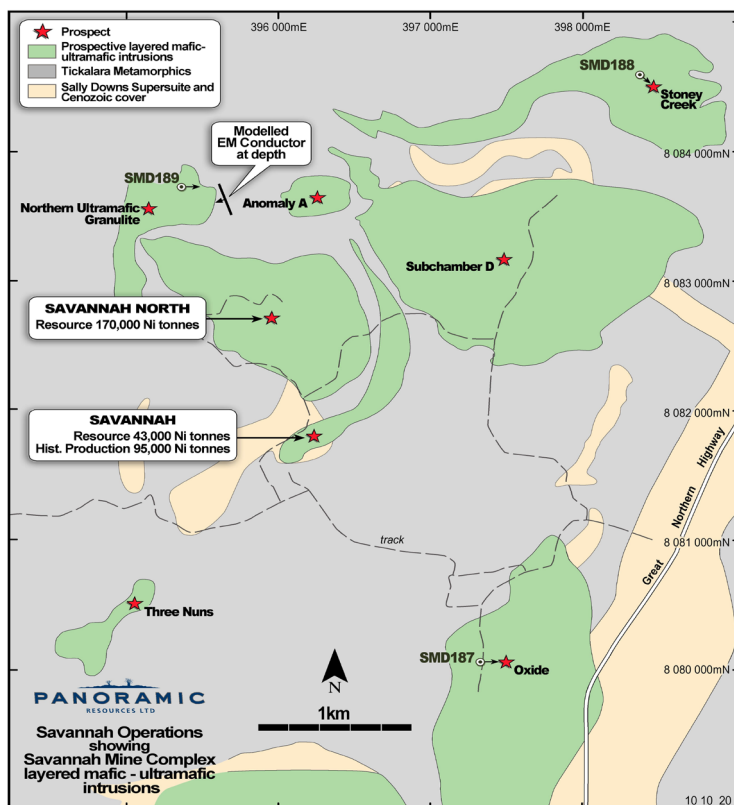 396 000mE
397 000mE
398 000mE
Prospect
Prospective layered mafic-
ultramafic intrusions
Tickalara Metamorphics
Sally Downs Supersuite and
Cenozoic cover
SMD188
Stoney
Creek
Modelled
EM Conductor
at depth
8 084 000mN
SMD189
Northern Ultramafic
Granulite
Anomaly A
Subchamber D
8 083 000mN
SAVANNAH NORTH
Resource 170,000 Ni tonnes
8 082 000mN
SAVANNAH
Resource 43,000 Ni tonnes
Hist. Production 95,000 Ni tonnes
Great Northern Highway
track
8 081 000mN
Three Nuns
SMD187
Oxide
8 080 000mN
N
1km
PANORAMIC
RESOURCES LTD
Savannah Operations
showing
Savannah Mine Complex
layered mafic - ultramafic
intrusions
10 10 20